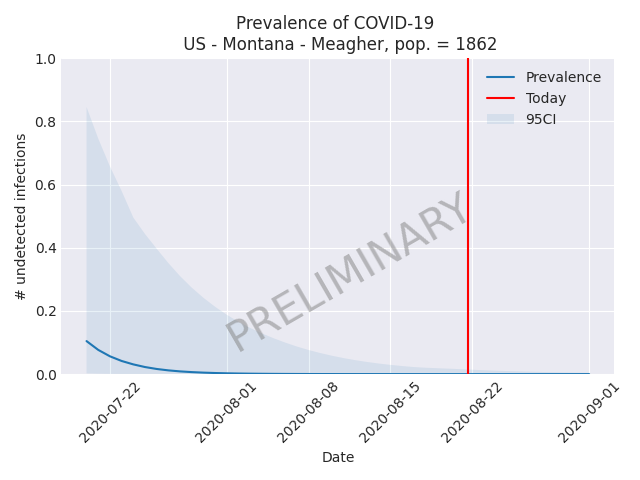 Prevalence of COVID-19
US - Montana - Meagher, pop. = 1862
Prevalence
Today
95CI
# undetected infections
1.0
0.8
0.6
0.4
0.2
0.0
PRELIMINARY
2020-07-22
2020-08-01
2020-08-08
2020-08-15
2020-08-22
2020-09-01
Date